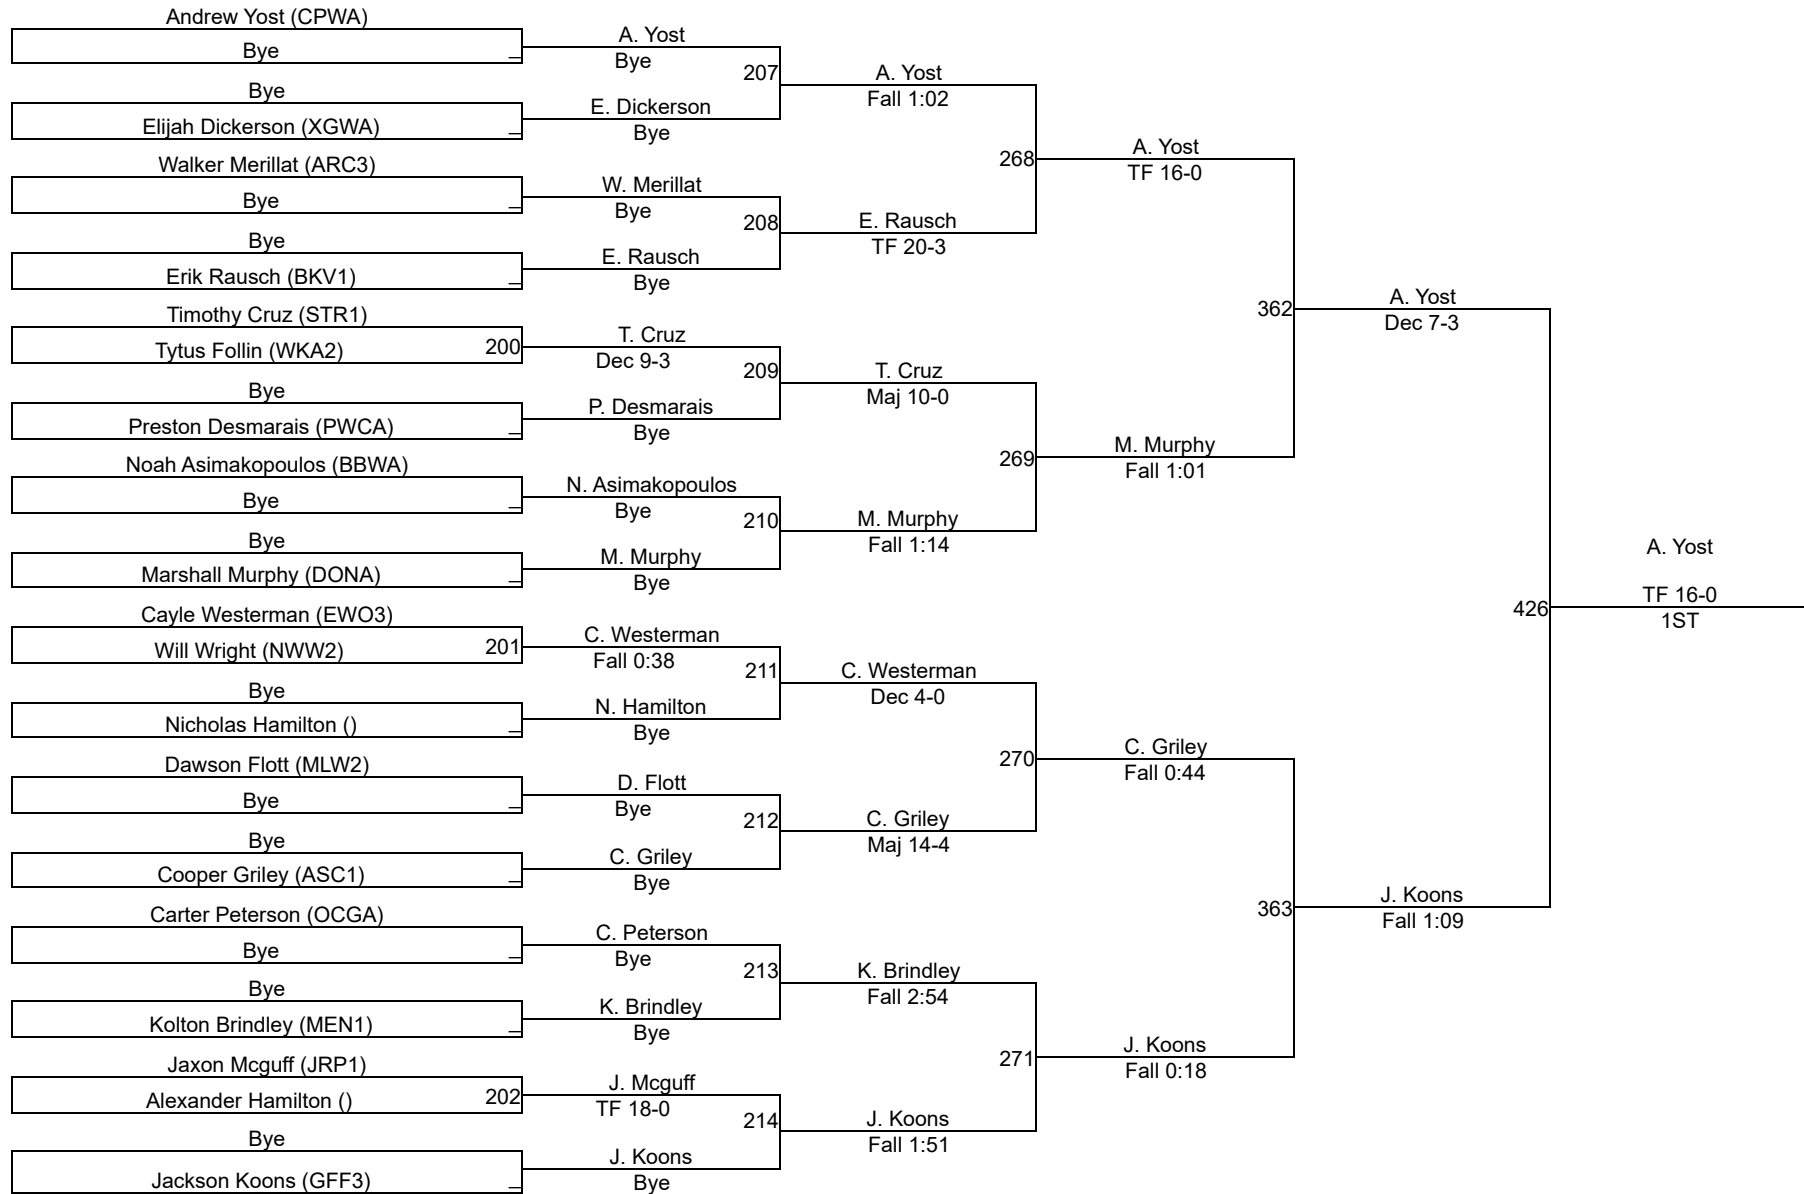 Andrew Yost (CPWA)
Bye
Bye
Elijah Dickerson (XGWA)
Walker Merillat (ARC3)
Bye
Bye
Erik Rausch (BKV1)
Timothy Cruz (STR1)
Tytus Follin (WKA2) 200
Bye
Preston Desmarais (PWCA)
Noah Asimakopoulos (BBWA)
Bye
Bye
Marshall Murphy (DONA)
Cayle Westerman (EWO3)
Will Wright (NWW2) 201
Bye
Nicholas Hamilton ()
Dawson Flott (MLW2)
Bye
Bye
Cooper Griley (ASC1)
Carter Peterson (OCGA)
Bye
Bye
Kolton Brindley (MEN1)
Jaxon Mcguff (JRP1)
Alexander Hamilton () 202
Bye
Jackson Koons (GFF3)
A. Yost
Bye
207
E. Dickerson
Bye
W. Merillat
Bye
208
E. Rausch
Bye
T. Cruz
Dec 9-3
209
P. Desmarais
Bye
N. Asimakopoulos
Bye
210
M. Murphy
Bye
C. Westerman
Fall 0:38
211
N. Hamilton
Bye
D. Flott
Bye
212
C. Griley
Bye
C. Peterson
Bye
213
K. Brindley
Bye
J. Mcguff
TF 18-0
214
J. Koons
Bye
A. Yost
Fall 1:02
268
E. Rausch
TF 20-3
T. Cruz
Maj 10-0
269
M. Murphy
Fall 1:14
C. Westerman
Dec 4-0
270
C. Griley
Maj 14-4
K. Brindley
Fall 2:54
271
J. Koons
Fall 1:51
A. Yost
TF 16-0
362
M. Murphy
Fall 1:01
C. Griley
Fall 0:44
363
J. Koons
Fall 0:18
A. Yost
Dec 7-3
426
J. Koons
Fall 1:09
A. Yost
TF 16-0
1ST